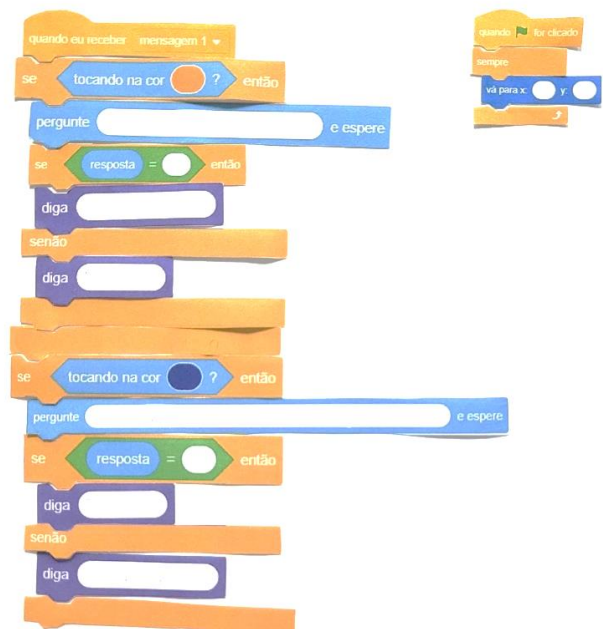 quando eu receber mensagem 1
se tocando na cor ? então
pergunte e espere
se resposta = então
diga
senão
diga
se tocando na cor ? então
pergunte e espere
se resposta = então
diga
senão
diga
quando for clicado
sempre
vá para x: y: